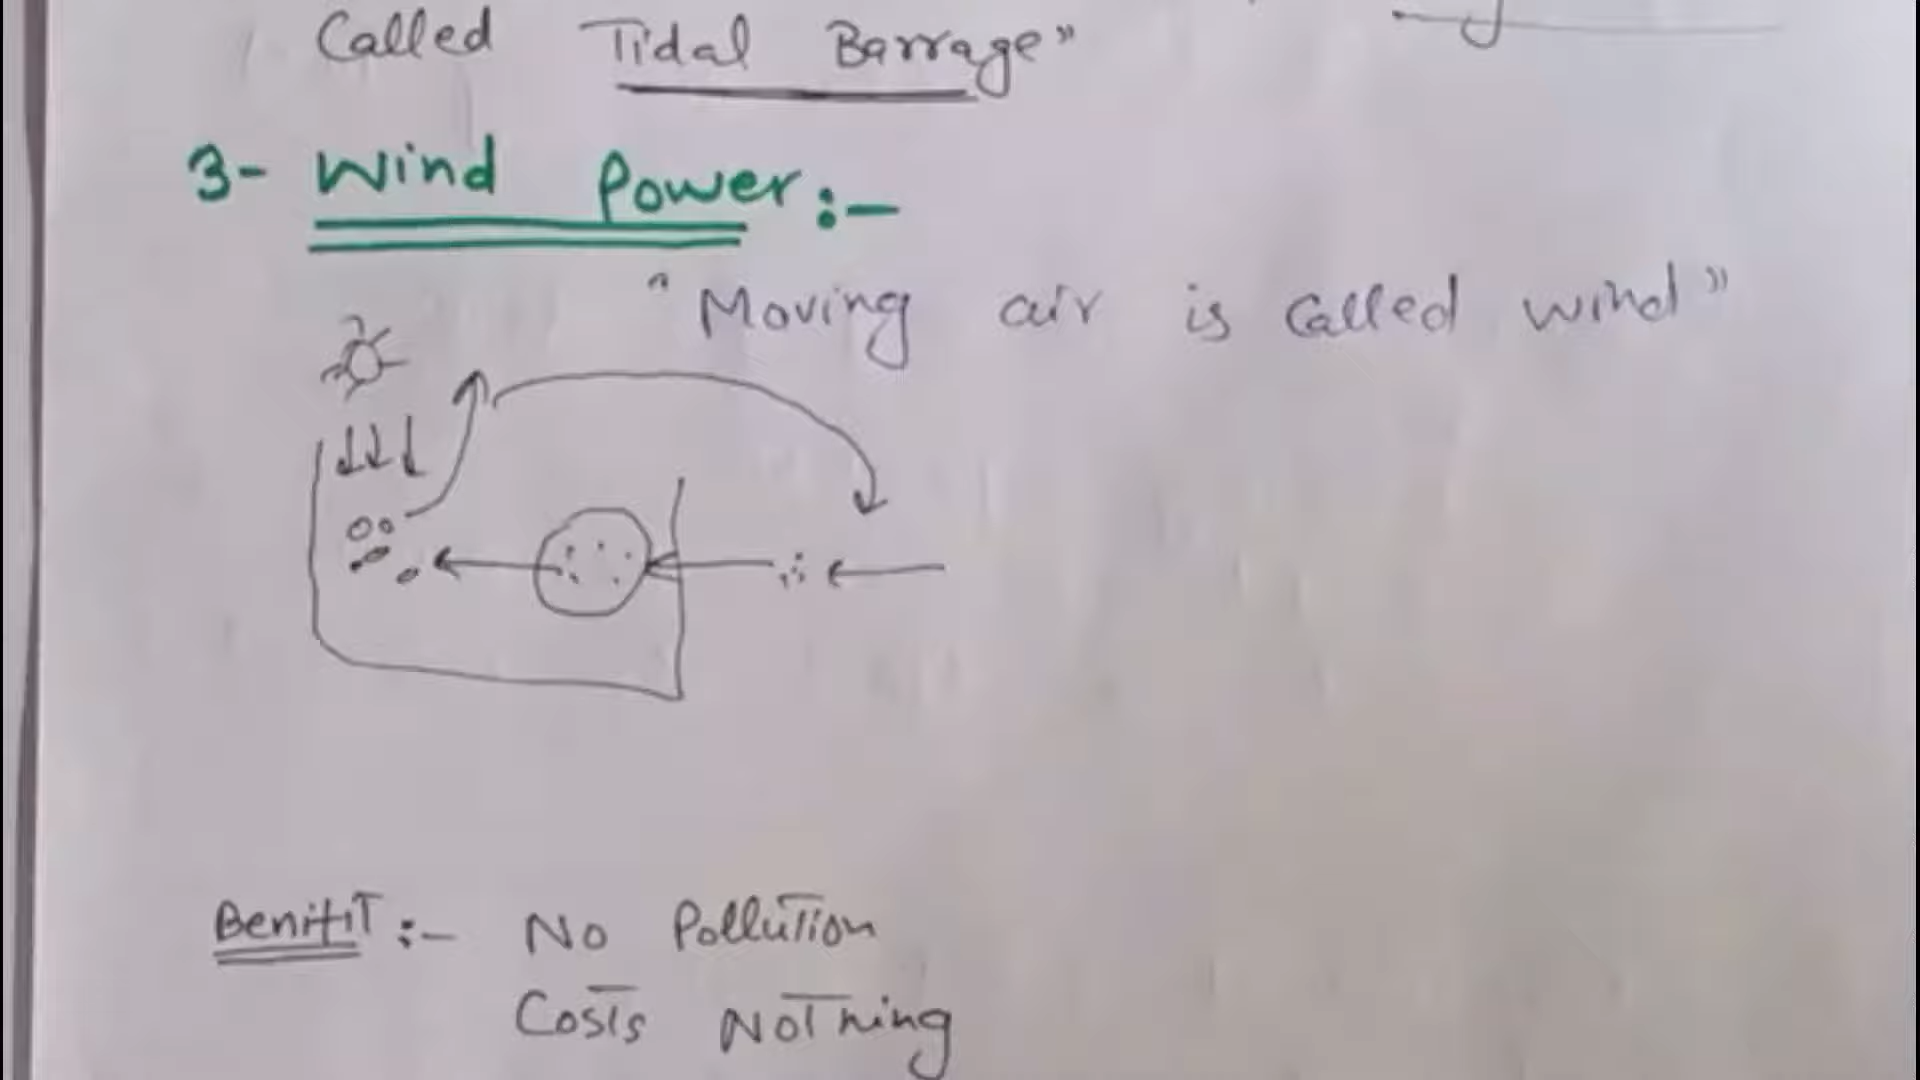 Called Tidal Barrage”
3- Wind Power:-
“Moving air is Called wind”
Benifit:- No Pollution
Costs Nothing